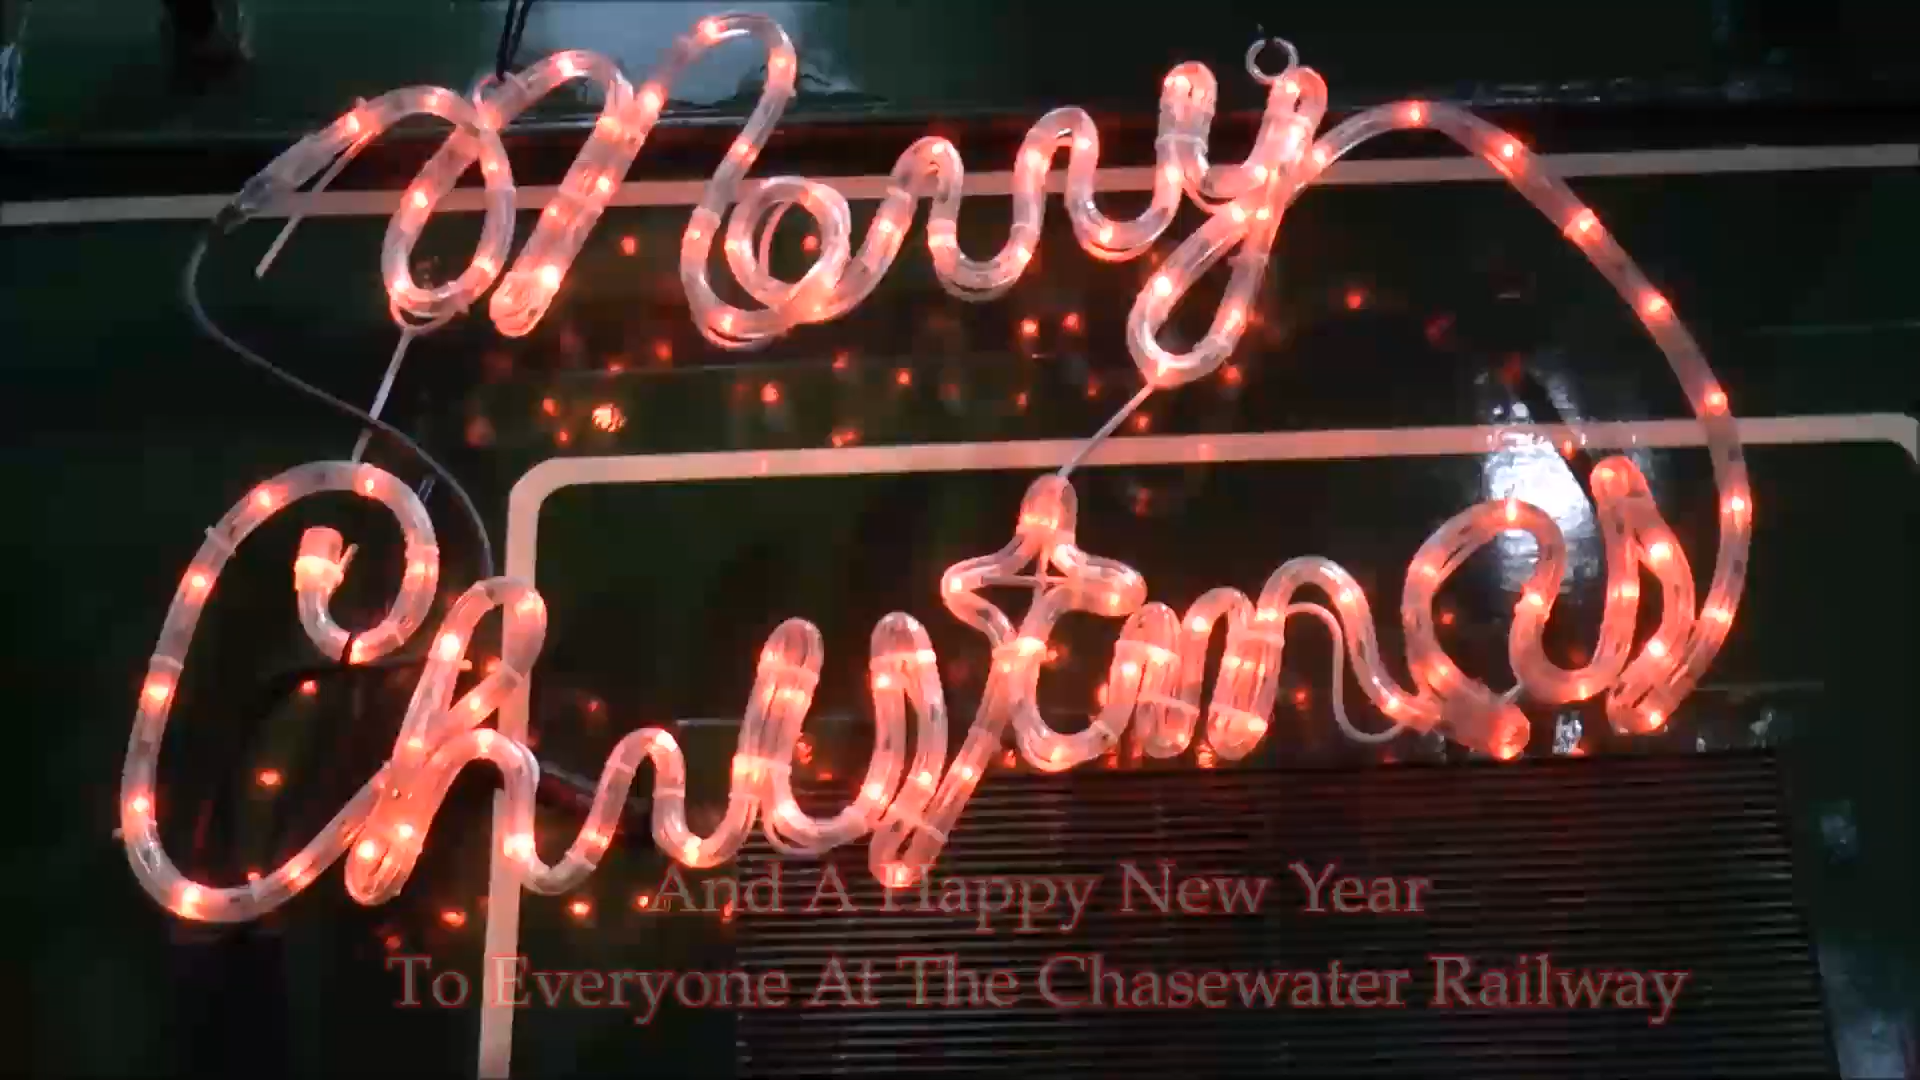 Merry
Christmas
And A Happy New Year
To Everyone At The Chasewater Railway